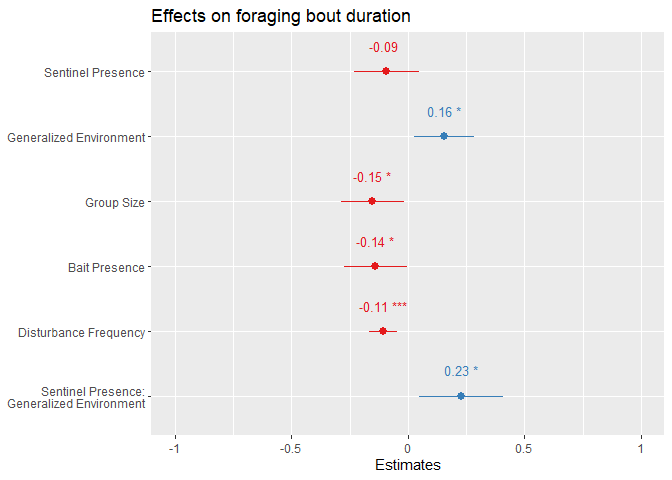 Effects on foraging bout duration
-0.09
Sentinel Presence
0.16 *
Generalized Environment
-0.15 *
Group Size
-0.14 *
Bait Presence
-0.11 ***
Disturbance Frequency
0.23 *
Sentinel Presence:
Generalized Environment
-1 -0.5 0 0.5 1
Estimates